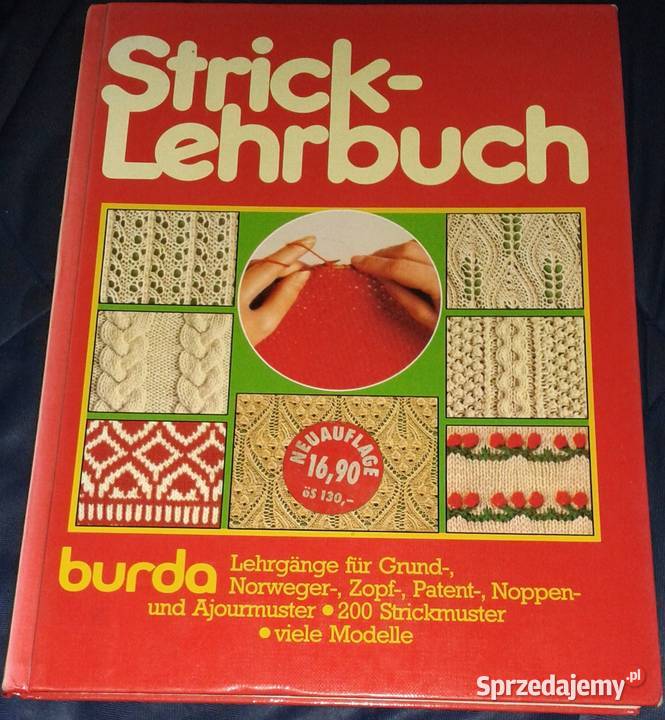 Strick-
Lehrbuch
NEUAUFLAGE
16,90
öS 130,-
burda
Lehrgänge für Grund-,
Norweger-, Zopf-, Patent-, Noppen-
und Ajourmuster • 200 Strickmuster
• viele Modelle
Sprzedajemy.pl